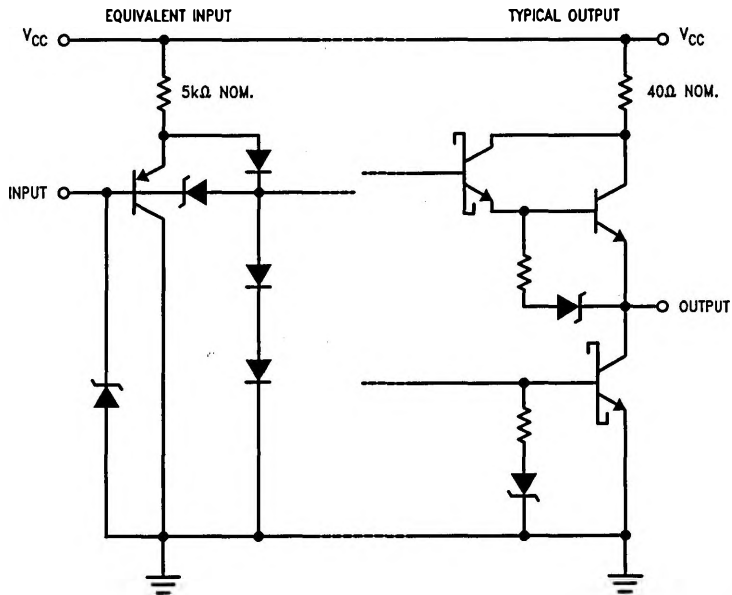 EQUIVALENT INPUT
TYPICAL OUTPUT
VCC
VCC
5kΩ NOM.
40Ω NOM.
INPUT
OUTPUT